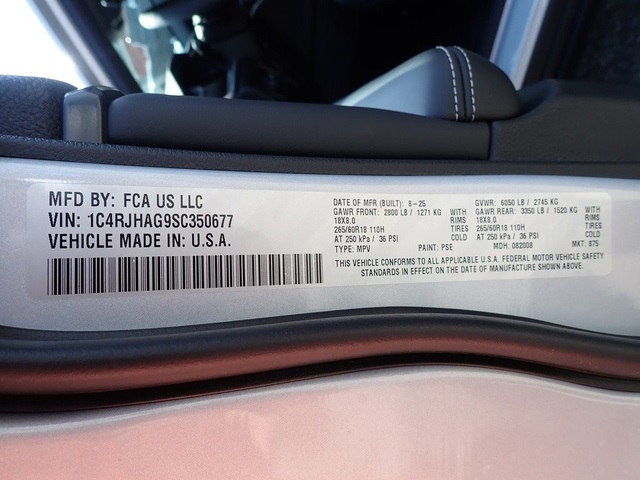 MFD BY: FCA US LLC
VIN: 1C4RJHAG9SC350677
VEHICLE MADE IN: U.S.A.
DATE OF MFR (BUILT): 8-25 GVWR: 6050 LB / 2745 KG
GAWR FRONT: 2800 LB / 1271 KG GAWR REAR: 3350 LB / 1520 KG
18X8.0 RIM 18X8.0 RIM
265/60R18 110H TIRES 265/60R18 110H TIRES
AT 250 kPa / 36 PSI COLD AT 250 kPa / 36 PSI COLD
TYPE: MPV PAINT: PSE MDH: 082008 MKT: 875
THIS VEHICLE CONFORMS TO ALL APPLICABLE U.S.A. FEDERAL MOTOR VEHICLE SAFETY
STANDARDS IN EFFECT ON THE DATE OF MANUFACTURE SHOWN ABOVE.